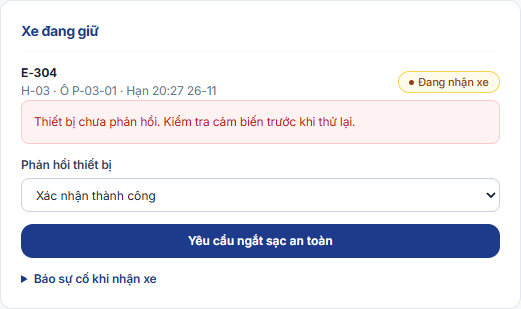 Xe đang giữ
E-304
H-03 · Ô P-03-01 · Hạn 20:27 26-11
Đang nhận xe
Thiết bị chưa phản hồi. Kiểm tra cảm biến trước khi thử lại.
Phản hồi thiết bị
Xác nhận thành công
Yêu cầu ngắt sạc an toàn
Báo sự cố khi nhận xe